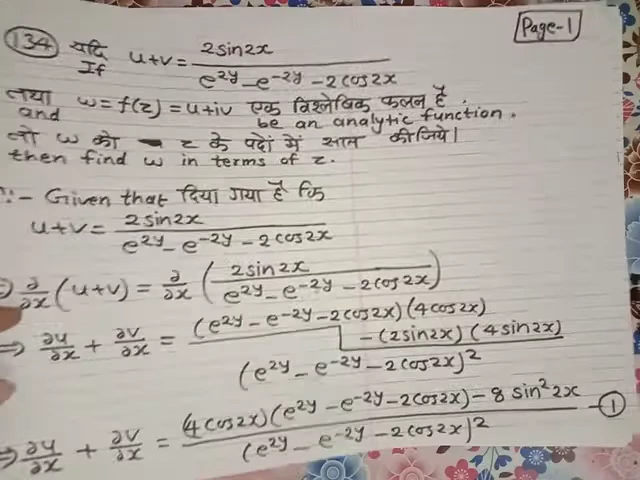 Page-1
(134) यदि If u+v = 2sin2x / e^2y - e^-2y - 2cos2x
तथा and w = f(z) = u+iv एक विश्लेषिक फलन है. be an analytic function.
तो w को z के पदों में ज्ञात कीजिये।
then find w in terms of z.
:- Given that दिया गया है कि
u+v = 2sin2x / e^2y - e^-2y - 2cos2x
⇒ ∂/∂x (u+v) = ∂/∂x (2sin2x / e^2y - e^-2y - 2cos2x)
⇒ ∂u/∂x + ∂v/∂x = (e^2y - e^-2y - 2cos2x)(4cos2x) - (2sin2x)(4sin2x) / (e^2y - e^-2y - 2cos2x)^2
⇒ ∂u/∂x + ∂v/∂x = (4cos2x)(e^2y - e^-2y - 2cos2x) - 8 sin^2 2x / (e^2y - e^-2y - 2cos2x)^2 — (1)